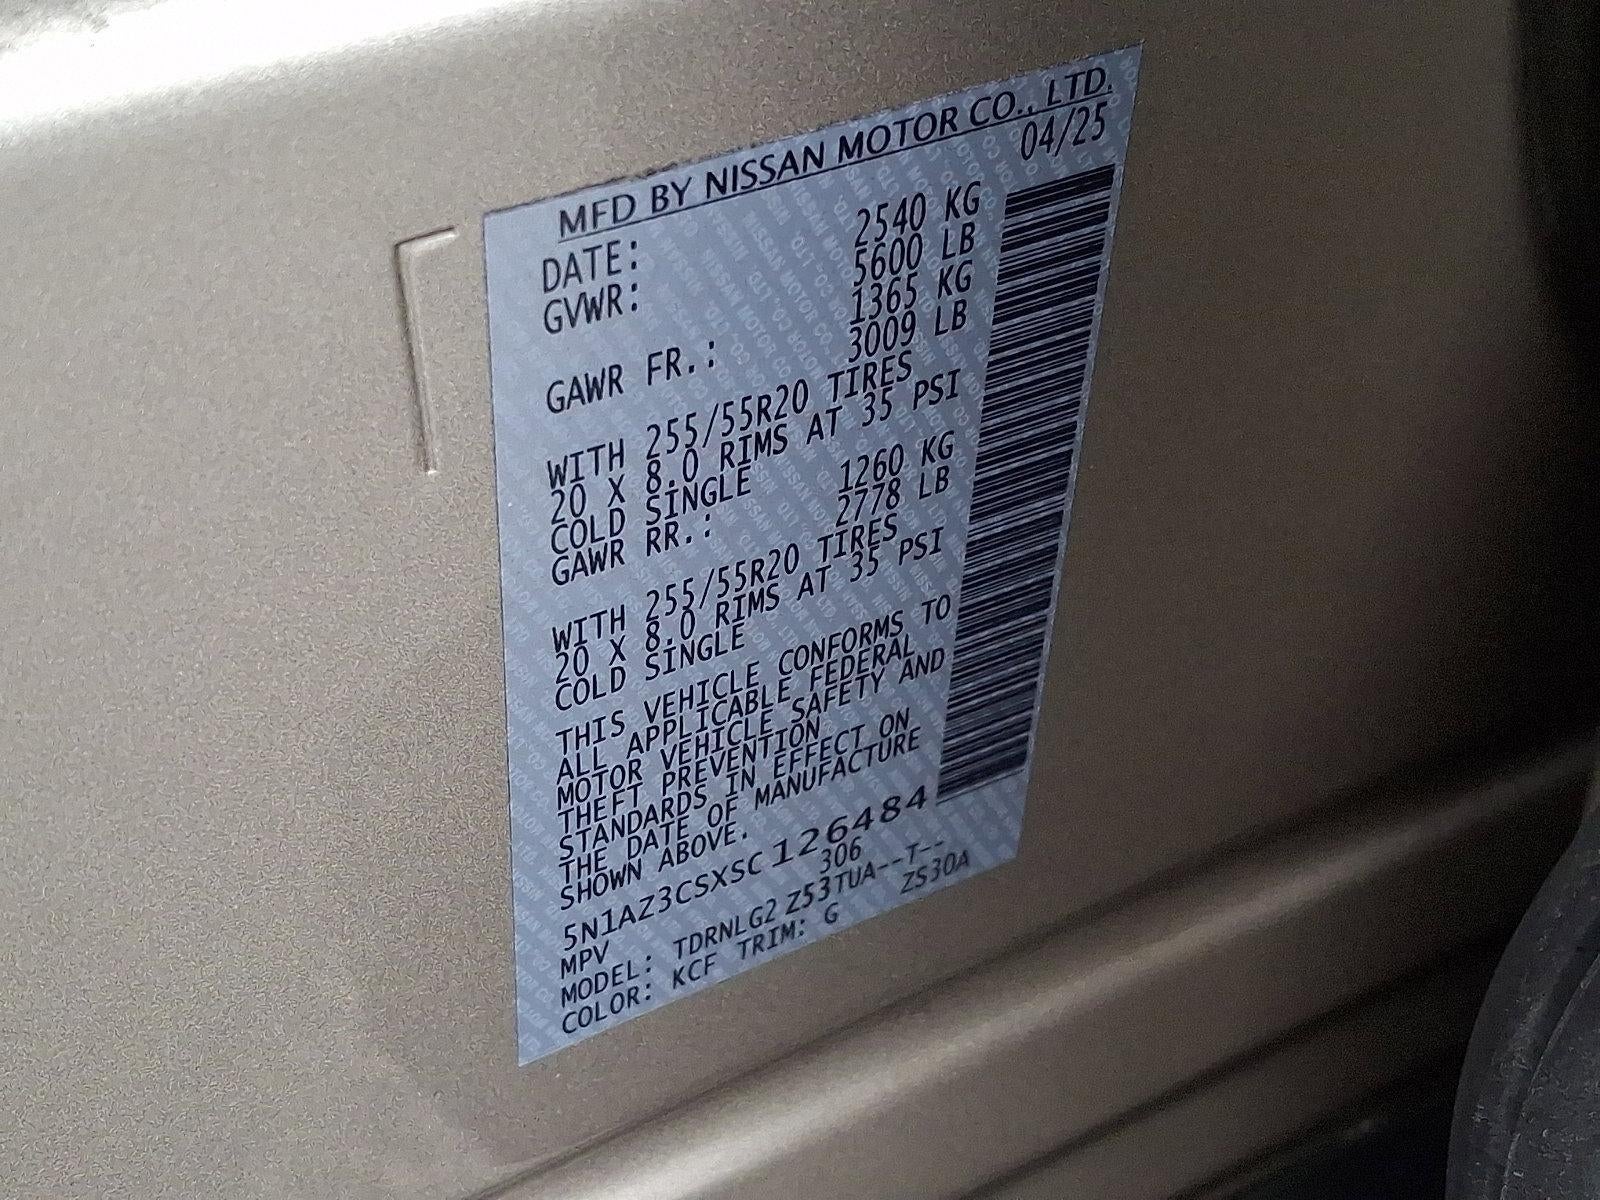 MFD BY NISSAN MOTOR CO., LTD.
DATE: 04/25
GVWR: 2540 KG
5600 LB
GAWR FR.: 1365 KG
3009 LB
WITH 255/55R20 TIRES
20 X 8.0 RIMS AT 35 PSI
COLD SINGLE
GAWR RR.: 1260 KG
2778 LB
WITH 255/55R20 TIRES
20 X 8.0 RIMS AT 35 PSI
COLD SINGLE
THIS VEHICLE CONFORMS TO
ALL APPLICABLE FEDERAL
MOTOR VEHICLE SAFETY AND
THEFT PREVENTION
STANDARDS IN EFFECT ON
THE DATE OF MANUFACTURE
SHOWN ABOVE.
5N1AZ3CSXSC126484
MPV 306
MODEL: TDRNLG2 Z53TUA--T--
COLOR: KCF TRIM: G ZS30A